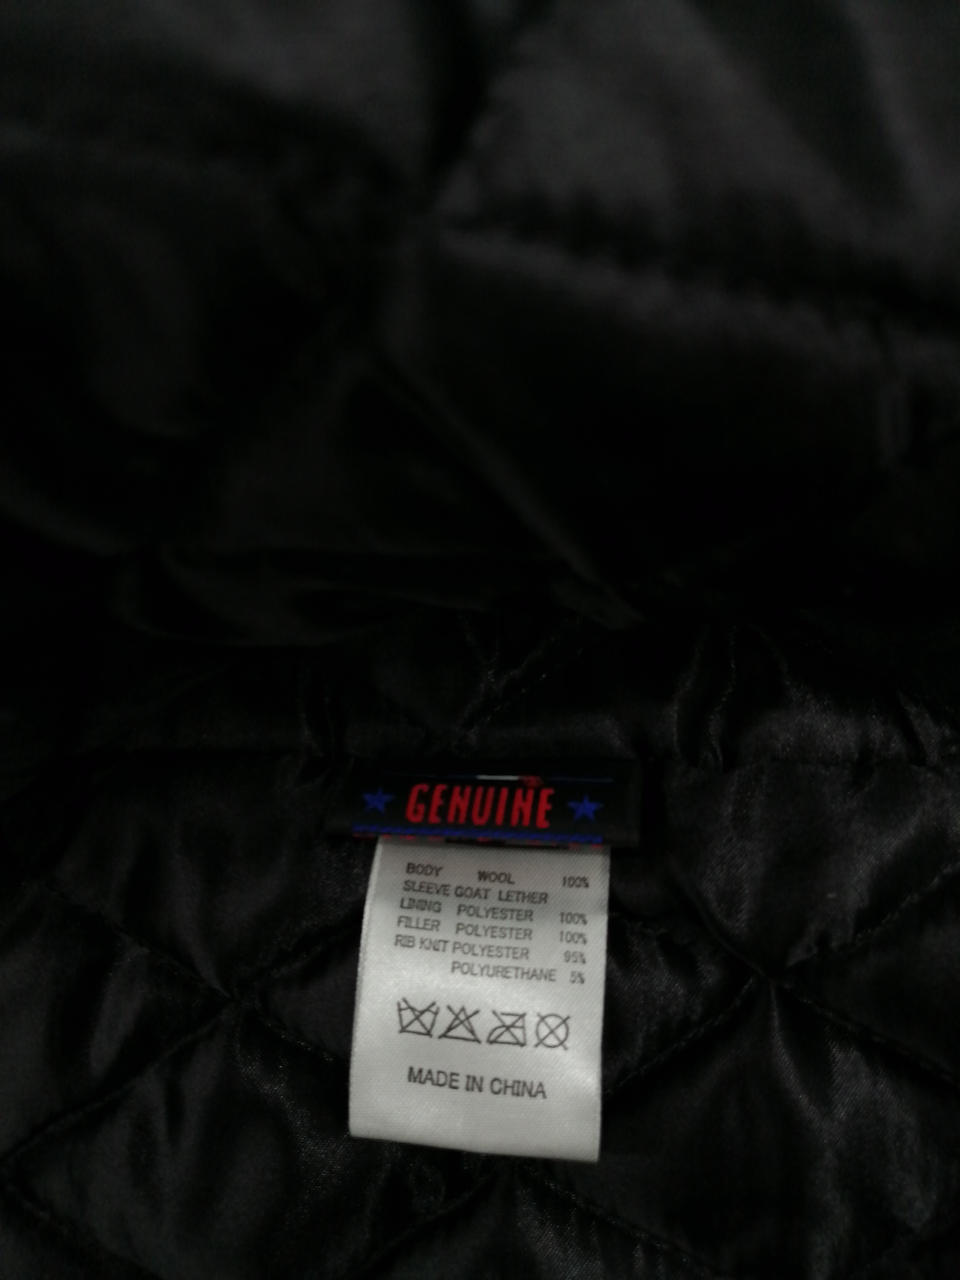 GENUINE
BODY WOOL 100%
SLEEVE GOAT LETHER
LINING POLYESTER 100%
FILLER POLYESTER 100%
RIB KNIT POLYESTER 95%
POLYURETHANE 5%
MADE IN CHINA